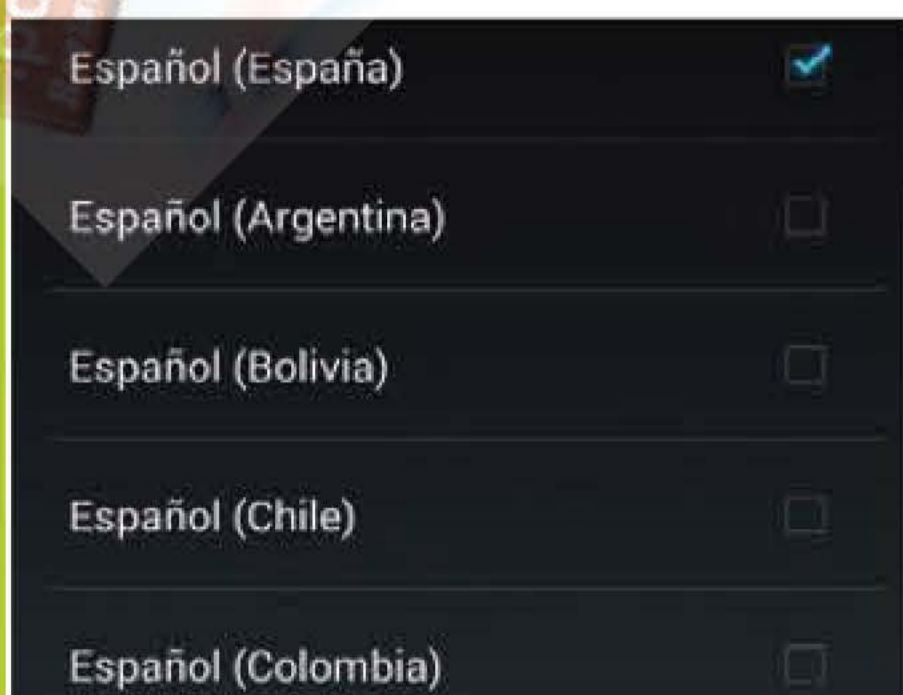 Español (España)
Español (Argentina)
Español (Bolivia)
Español (Chile)
Español (Colombia)